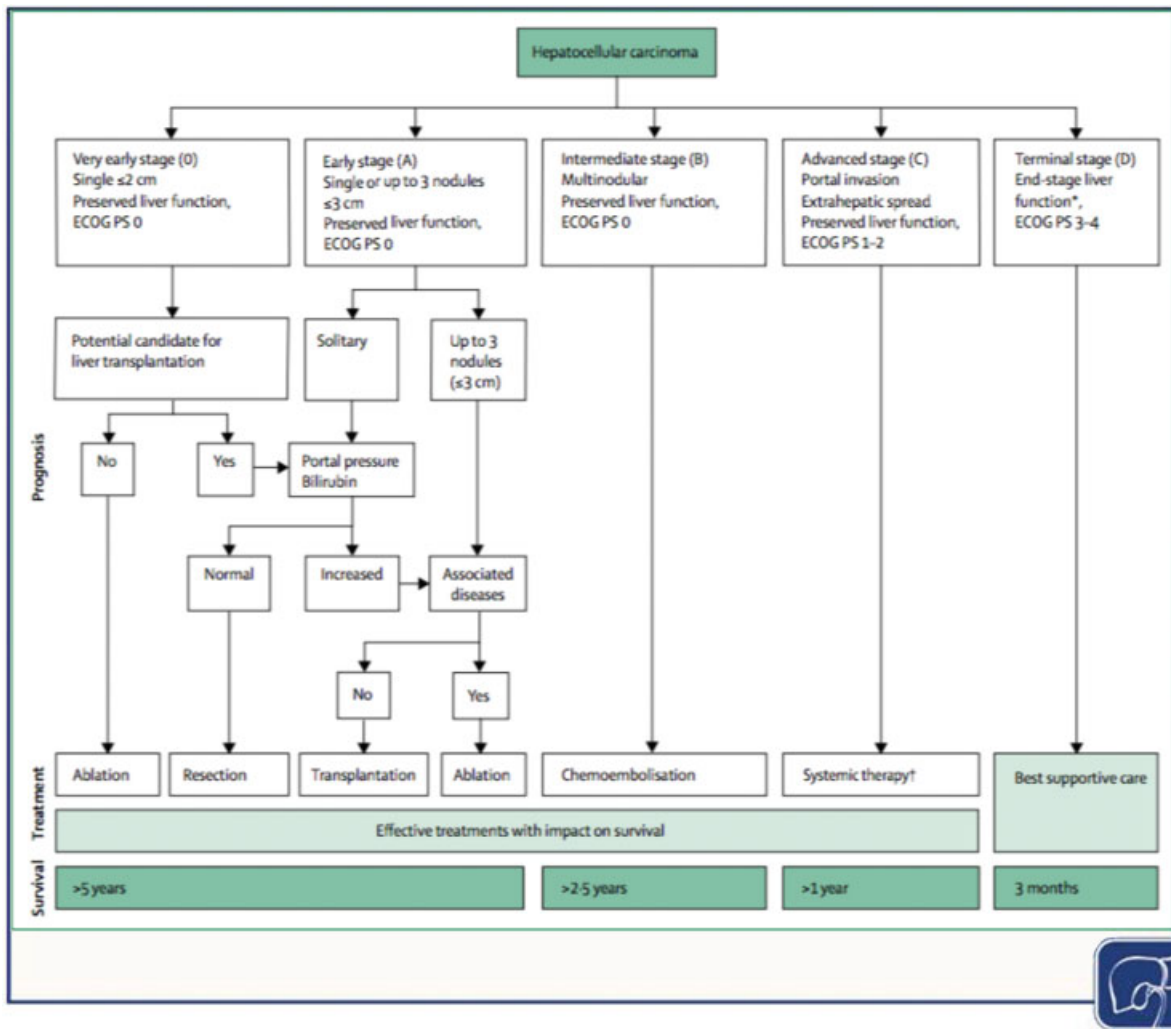 Hepatocellular carcinoma
Very early stage (0)
Single ≤2 cm
Preserved liver function,
ECOG PS 0
Early stage (A)
Single or up to 3 nodules
≤3 cm
Preserved liver function,
ECOG PS 0
Intermediate stage (B)
Multinodular
Preserved liver function,
ECOG PS 0
Advanced stage (C)
Portal invasion
Extrahepatic spread
Preserved liver function,
ECOG PS 1–2
Terminal stage (D)
End-stage liver
function*,
ECOG PS 3–4
Prognosis
Potential candidate for
liver transplantation
Solitary
Up to 3
nodules
(≤3 cm)
No
Yes
Portal pressure
Bilirubin
Normal
Increased
Associated
diseases
No
Yes
Treatment
Ablation
Resection
Transplantation
Ablation
Chemoembolisation
Systemic therapy†
Best supportive care
Effective treatments with impact on survival
Survival
>5 years
>2·5 years
>1 year
3 months